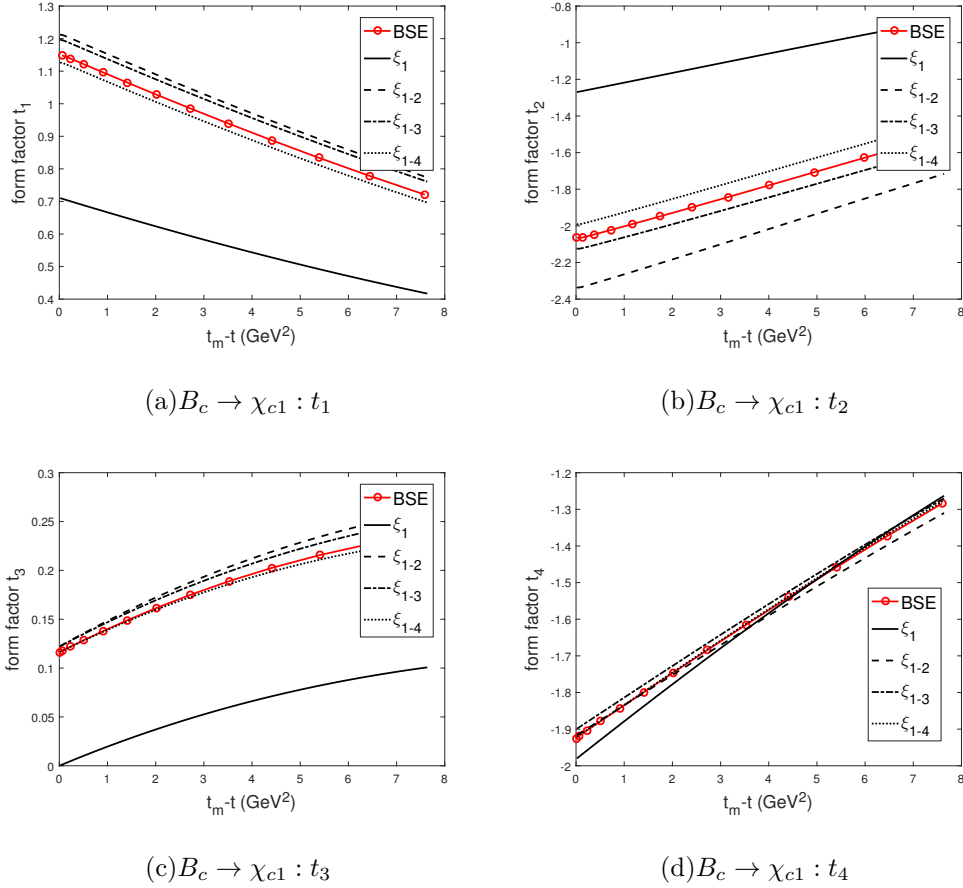 1.3
1.2
1.1
1
0.9
0.8
0.7
0.6
0.5
0.4
form factor t₁
0 1 2 3 4 5 6 7 8
tₘ-t (GeV²)
BSE
ξ₁
ξ₁₋₂
ξ₁₋₃
ξ₁₋₄
(a)B_c → χ_c1 : t₁
-0.8
-1
-1.2
-1.4
-1.6
-1.8
-2
-2.2
-2.4
form factor t₂
0 1 2 3 4 5 6 7 8
tₘ-t (GeV²)
BSE
ξ₁
ξ₁₋₂
ξ₁₋₃
ξ₁₋₄
(b)B_c → χ_c1 : t₂
0.3
0.25
0.2
0.15
0.1
0.05
0
form factor t₃
0 1 2 3 4 5 6 7 8
tₘ-t (GeV²)
BSE
ξ₁
ξ₁₋₂
ξ₁₋₃
ξ₁₋₄
(c)B_c → χ_c1 : t₃
-1.2
-1.3
-1.4
-1.5
-1.6
-1.7
-1.8
-1.9
-2
form factor t₄
0 1 2 3 4 5 6 7 8
tₘ-t (GeV²)
BSE
ξ₁
ξ₁₋₂
ξ₁₋₃
ξ₁₋₄
(d)B_c → χ_c1 : t₄